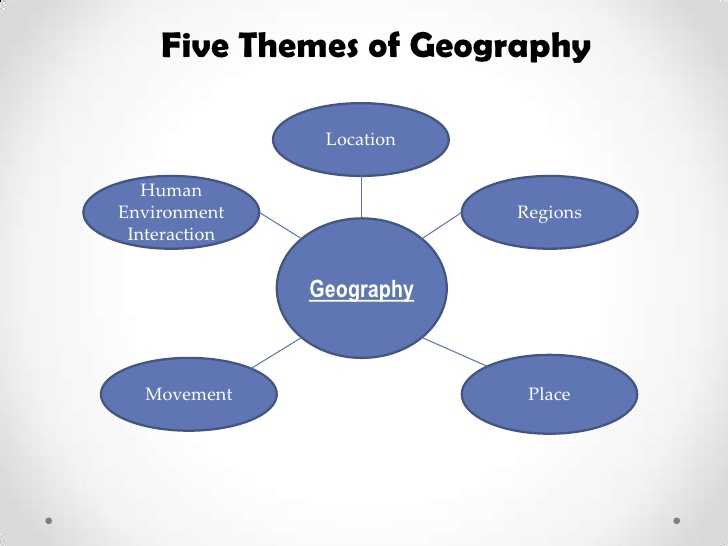 Five Themes of Geography
Location
Human
Environment
Interaction
Regions
Geography
Movement
Place